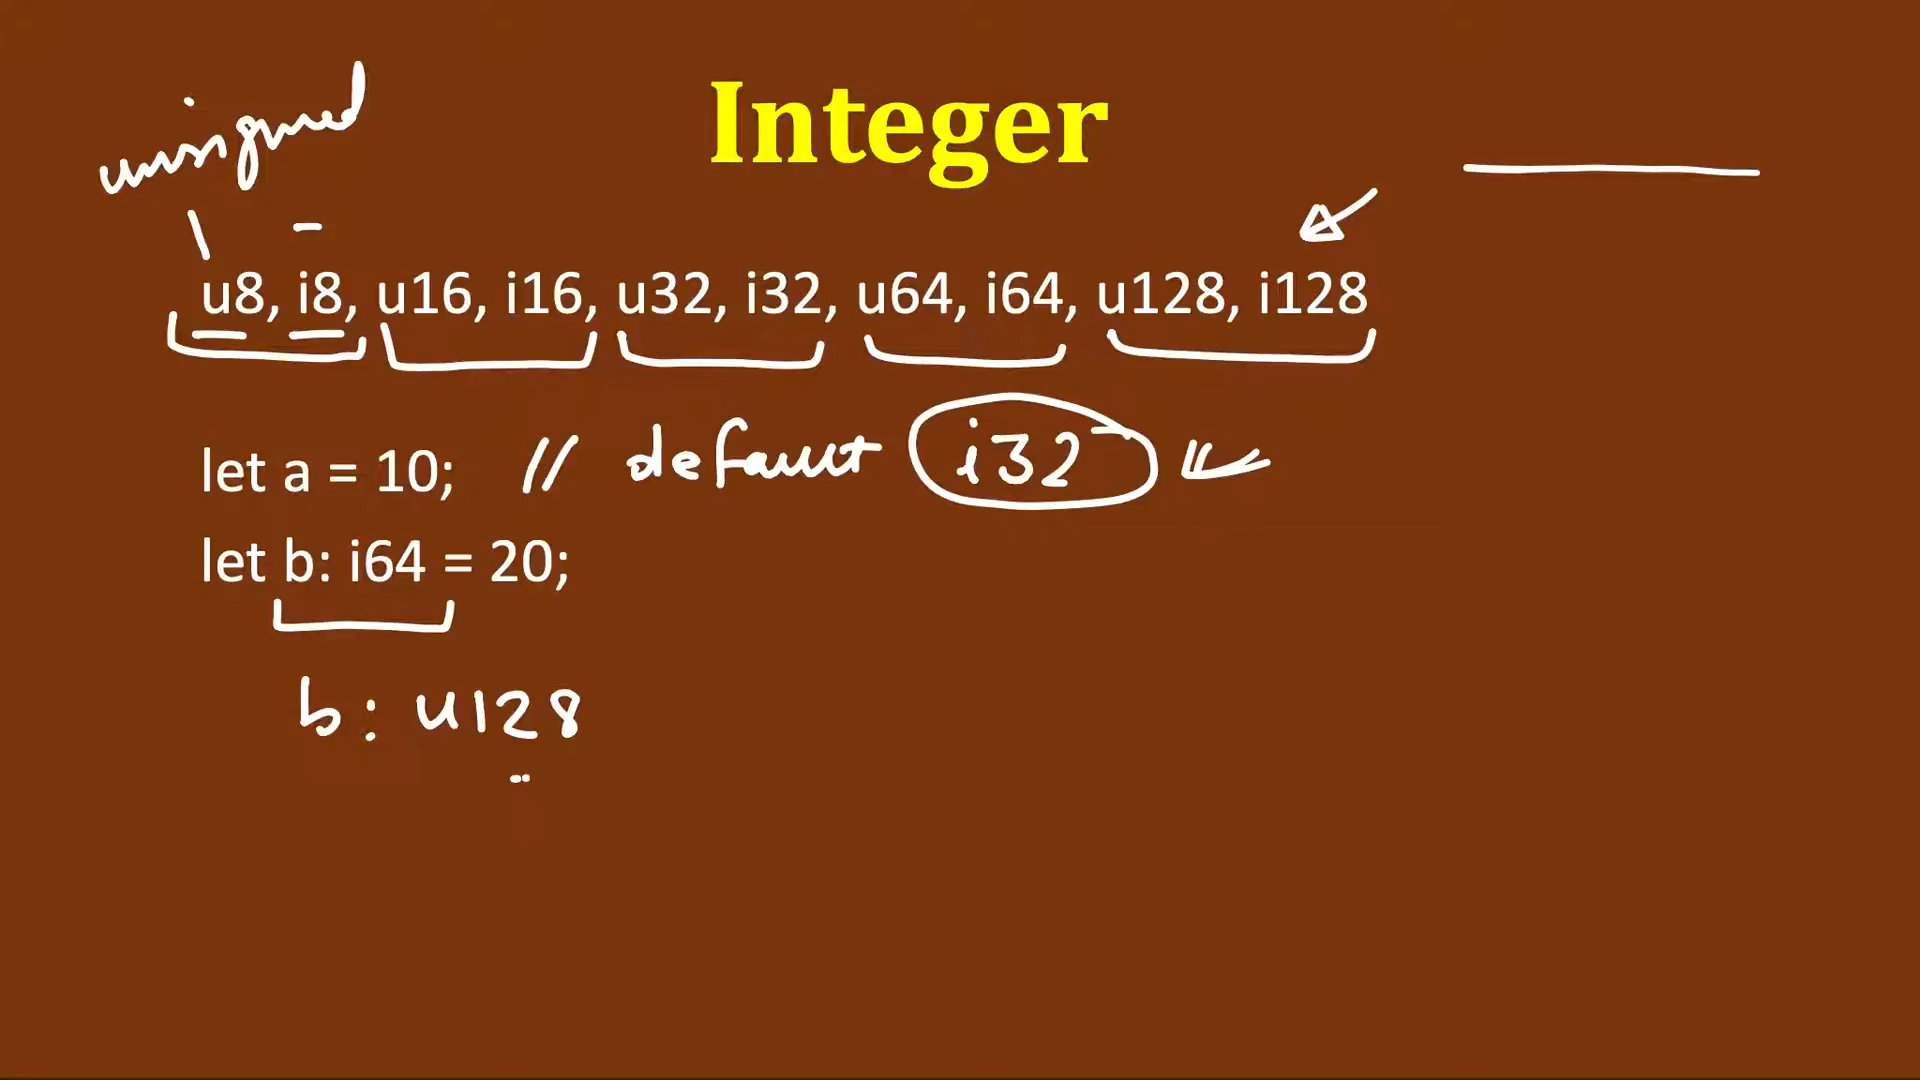 Integer
unsigned
u8, i8, u16, i16, u32, i32, u64, i64, u128, i128
let a = 10; // default i32
let b: i64 = 20;
b: u128